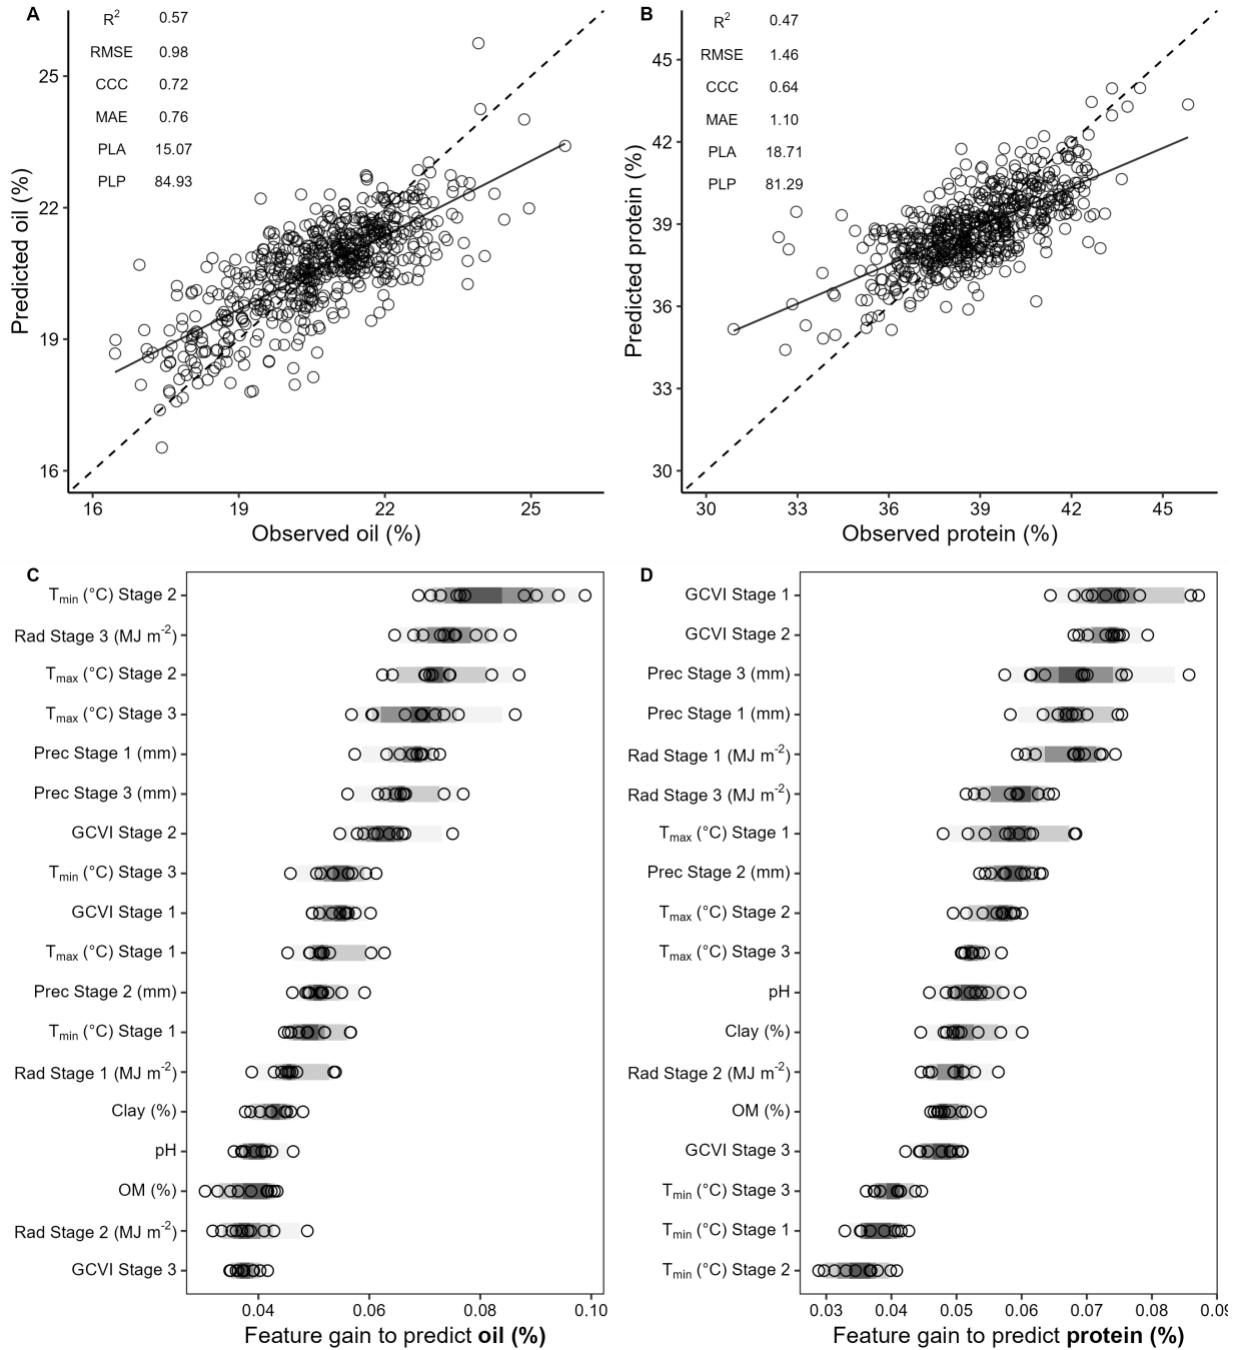 A
R2 0.57
RMSE 0.98
CCC 0.72
MAE 0.76
PLA 15.07
PLP 84.93
25
22
19
16
Predicted oil (%)
16 19 22 25
Observed oil (%)
B
R2 0.47
RMSE 1.46
CCC 0.64
MAE 1.10
PLA 18.71
PLP 81.29
45
42
39
36
33
30
Predicted protein (%)
30 33 36 39 42 45
Observed protein (%)
C
Tmin (°C) Stage 2
Rad Stage 3 (MJ m-2)
Tmax (°C) Stage 2
Tmax (°C) Stage 3
Prec Stage 1 (mm)
Prec Stage 3 (mm)
GCVI Stage 2
Tmin (°C) Stage 3
GCVI Stage 1
Tmax (°C) Stage 1
Prec Stage 2 (mm)
Tmin (°C) Stage 1
Rad Stage 1 (MJ m-2)
Clay (%)
pH
OM (%)
Rad Stage 2 (MJ m-2)
GCVI Stage 3
0.04 0.06 0.08 0.10
Feature gain to predict oil (%)
D
GCVI Stage 1
GCVI Stage 2
Prec Stage 3 (mm)
Prec Stage 1 (mm)
Rad Stage 1 (MJ m-2)
Rad Stage 3 (MJ m-2)
Tmax (°C) Stage 1
Prec Stage 2 (mm)
Tmax (°C) Stage 2
Tmax (°C) Stage 3
pH
Clay (%)
Rad Stage 2 (MJ m-2)
OM (%)
GCVI Stage 3
Tmin (°C) Stage 3
Tmin (°C) Stage 1
Tmin (°C) Stage 2
0.03 0.04 0.05 0.06 0.07 0.08
Feature gain to predict protein (%)